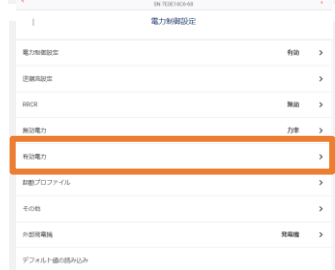 SN 7E0E10C6-68
電力制御設定
電力制御設定 有効
逆潮流設定
RRCR 無効
無効電力 力率
有効電力
起動プロファイル
その他
外部発電機 発電機
デフォルト値の読み込み